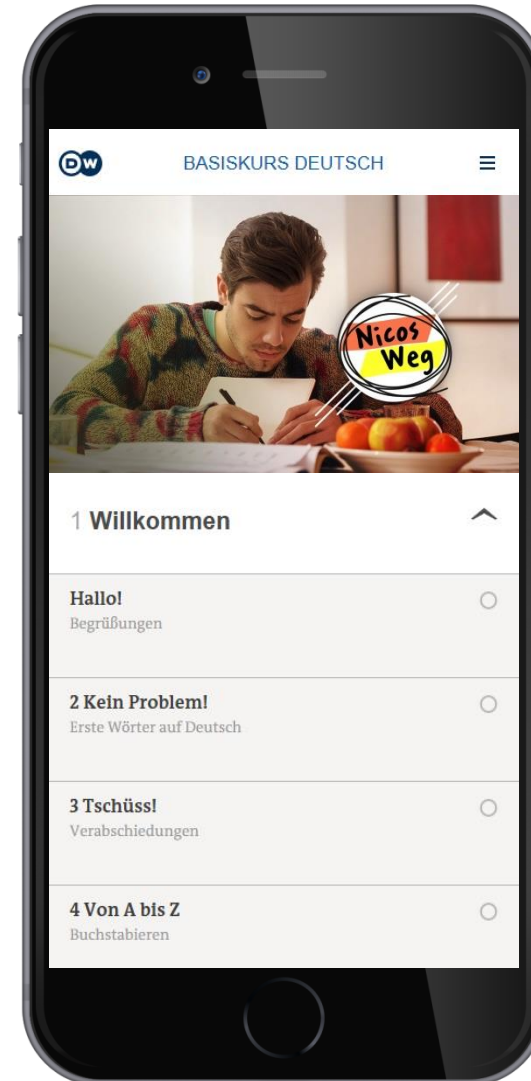 DW
BASISKURS DEUTSCH
Nicos
Weg
1 Willkommen
Hallo!
Begrüßungen
2 Kein Problem!
Erste Wörter auf Deutsch
3 Tschüss!
Verabschiedungen
4 Von A bis Z
Buchstabieren